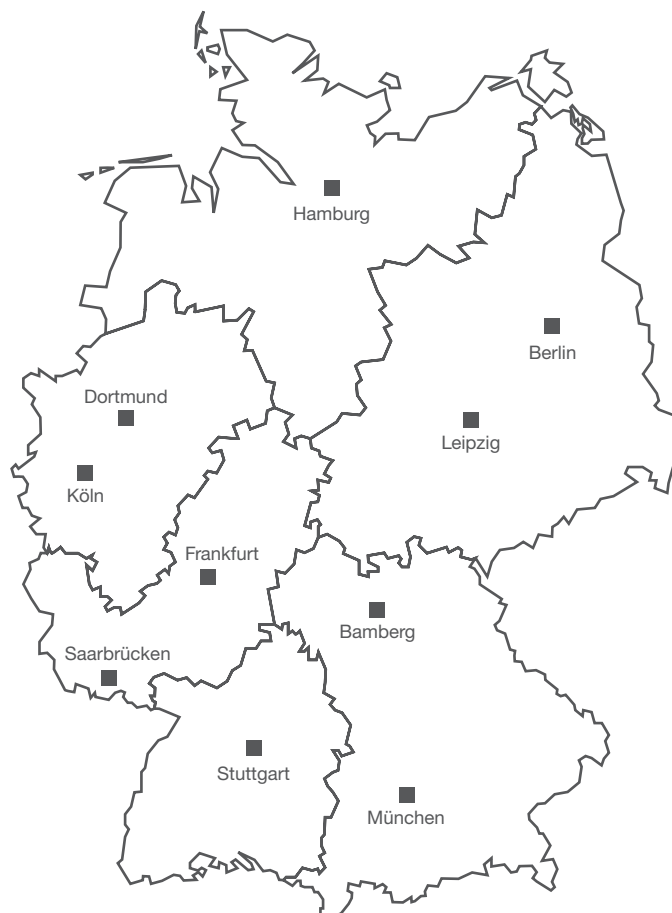 Hamburg
Berlin
Dortmund
Leipzig
Köln
Frankfurt
Bamberg
Saarbrücken
Stuttgart
München